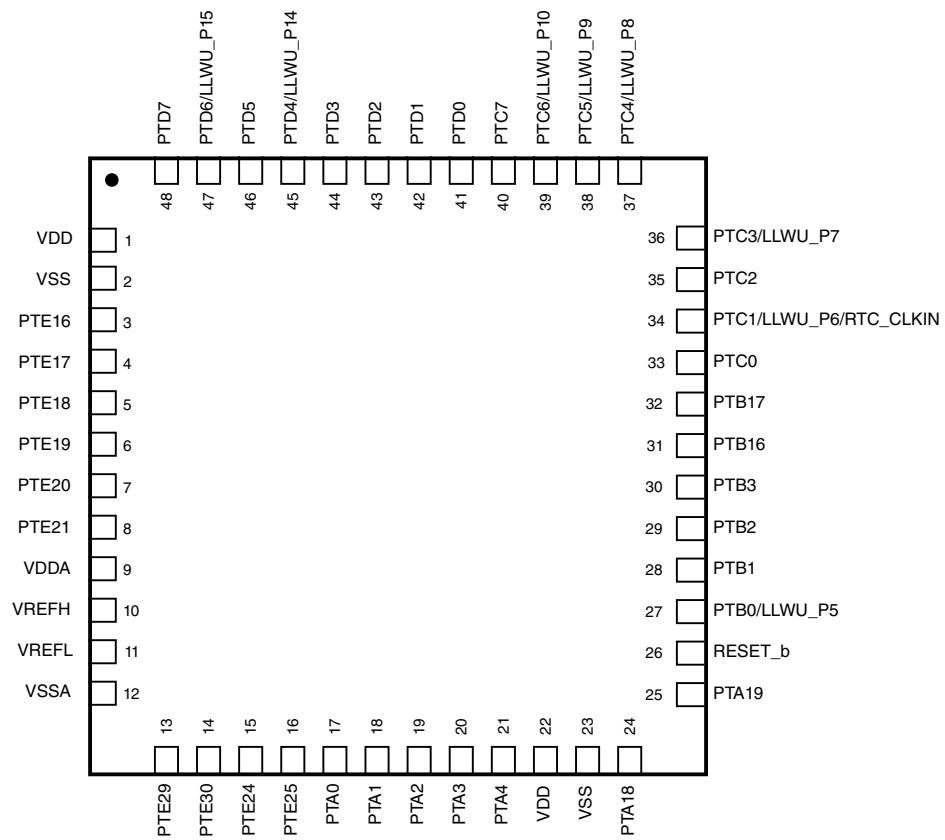 PTD7
PTD6/LLWU_P15
PTD5
PTD4/LLWU_P14
PTD3
PTD2
PTD1
PTD0
PTC7
PTC6/LLWU_P10
PTC5/LLWU_P9
PTC4/LLWU_P8
48
47
46
45
44
43
42
41
40
39
38
37
VDD 1
VSS 2
PTE16 3
PTE17 4
PTE18 5
PTE19 6
PTE20 7
PTE21 8
VDDA 9
VREFH 10
VREFL 11
VSSA 12
36 PTC3/LLWU_P7
35 PTC2
34 PTC1/LLWU_P6/RTC_CLKIN
33 PTC0
32 PTB17
31 PTB16
30 PTB3
29 PTB2
28 PTB1
27 PTB0/LLWU_P5
26 RESET_b
25 PTA19
13
14
15
16
17
18
19
20
21
22
23
24
PTE29
PTE30
PTE24
PTE25
PTA0
PTA1
PTA2
PTA3
PTA4
VDD
VSS
PTA18